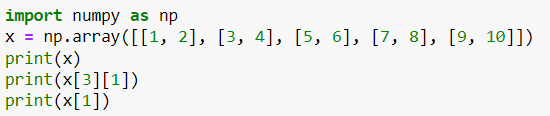 import numpy as np
x = np.array([[1, 2], [3, 4], [5, 6], [7, 8], [9, 10]])
print(x)
print(x[3][1])
print(x[1])